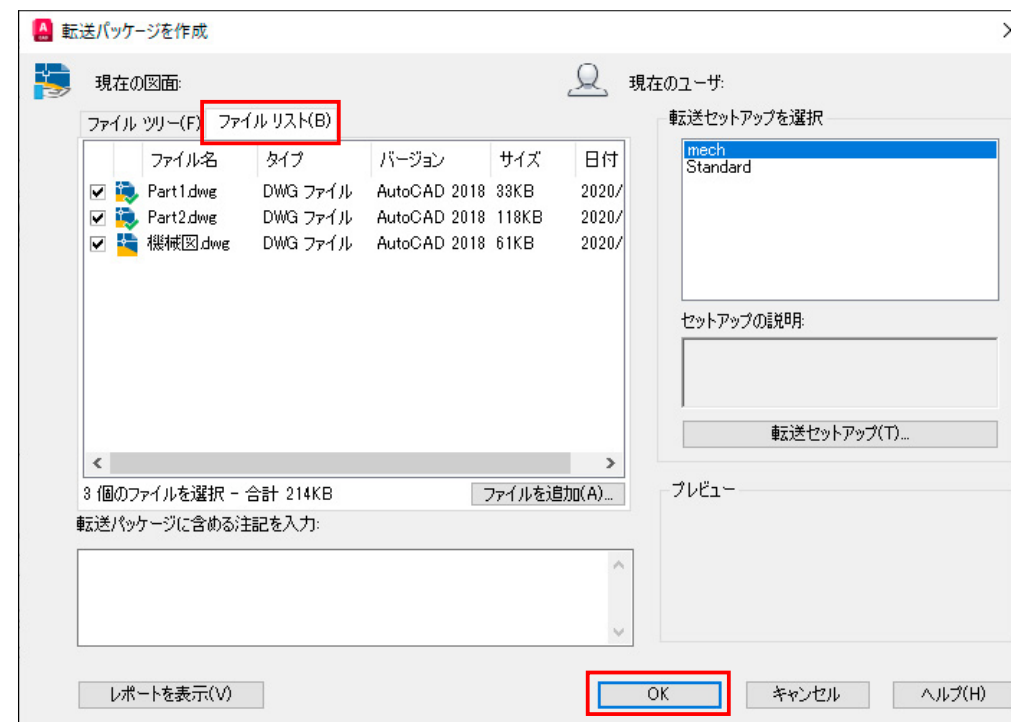 転送パッケージを作成
現在の図面:
現在のユーザ:
ファイル ツリー(F) ファイル リスト(B)
転送セットアップを選択
ファイル名 タイプ バージョン サイズ 日付
Part1.dwg DWG ファイル AutoCAD 2018 33KB 2020/
Part2.dwg DWG ファイル AutoCAD 2018 118KB 2020/
機械図.dwg DWG ファイル AutoCAD 2018 61KB 2020/
mech
Standard
セットアップの説明:
転送セットアップ(T)...
3 個のファイルを選択 - 合計 214KB
ファイルを追加(A)...
プレビュー
転送パッケージに含める注記を入力:
レポートを表示(V)
OK
キャンセル
ヘルプ(H)